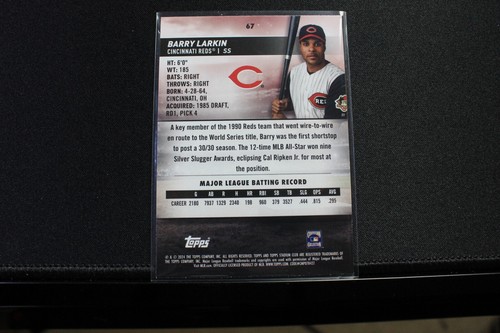 67
BARRY LARKIN
CINCINNATI REDS® | SS
HT: 6'0"
WT: 185
BATS: RIGHT
THROWS: RIGHT
BORN: 4-28-64,
CINCINNATI, OH
ACQUIRED: 1985 DRAFT,
RD1, PICK 4
REDS
A key member of the 1990 Reds team that went wire-to-wire
en route to the World Series title, Barry was the first shortstop
to post a 30/30 season. The 12-time MLB All-Star won nine
Silver Slugger Awards, eclipsing Cal Ripken Jr. for most at
the position.
MAJOR LEAGUE BATTING RECORD
G AB R H HR RBI SB TB SLG OPS AVG
CAREER 2180 7937 1329 2340 198 960 379 3527 .444 .815 .295
Topps